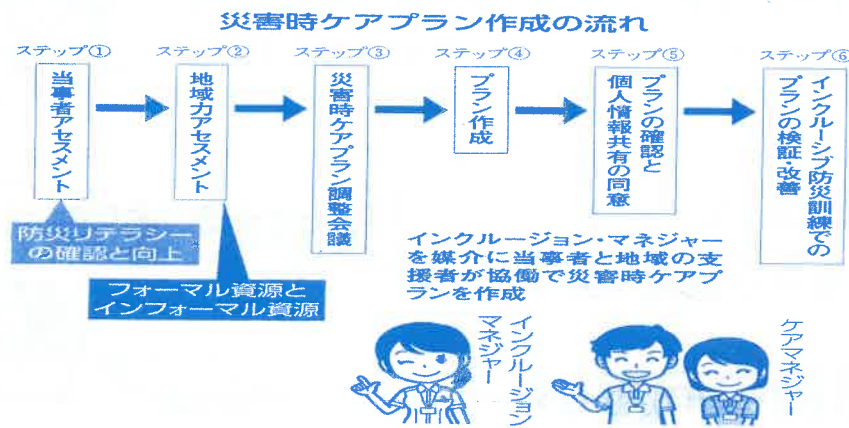 災害時ケアプラン作成の流れ
ステップ①
ステップ②
ステップ③
ステップ④
ステップ⑤
ステップ⑥
当事者アセスメント
地域力アセスメント
災害時ケアプラン調整会議
プラン作成
プランの確認と
個人情報共有の同意
インクルーシブ防災訓練での
プランの検証・改善
防災リテラシー
の確認と向上
フォーマル資源と
インフォーマル資源
インクルージョン・マネジャー
を媒介に当事者と地域の支
援者が協働で災害時ケアプ
ランを作成
インクルージョン
マネジャー
ケアマネジャー